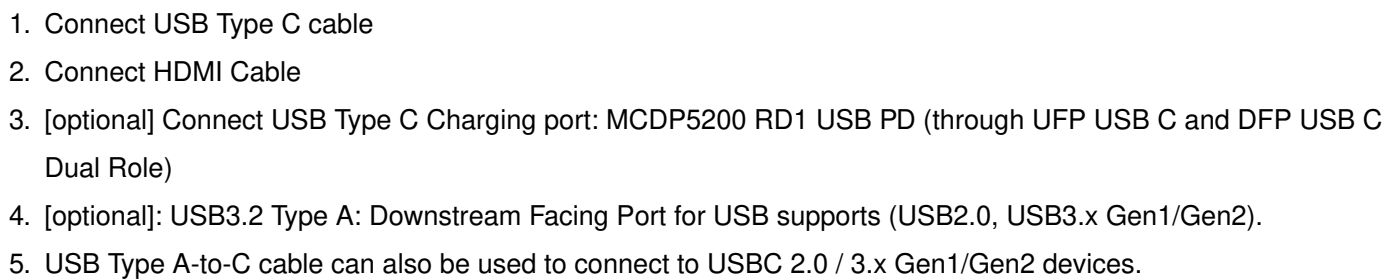 1. Connect USB Type C cable
2. Connect HDMI Cable
3. [optional] Connect USB Type C Charging port: MCDP5200 RD1 USB PD (through UFP USB C and DFP USB C
Dual Role)
4. [optional]: USB3.2 Type A: Downstream Facing Port for USB supports (USB2.0, USB3.x Gen1/Gen2).
5. USB Type A-to-C cable can also be used to connect to USBC 2.0 / 3.x Gen1/Gen2 devices.